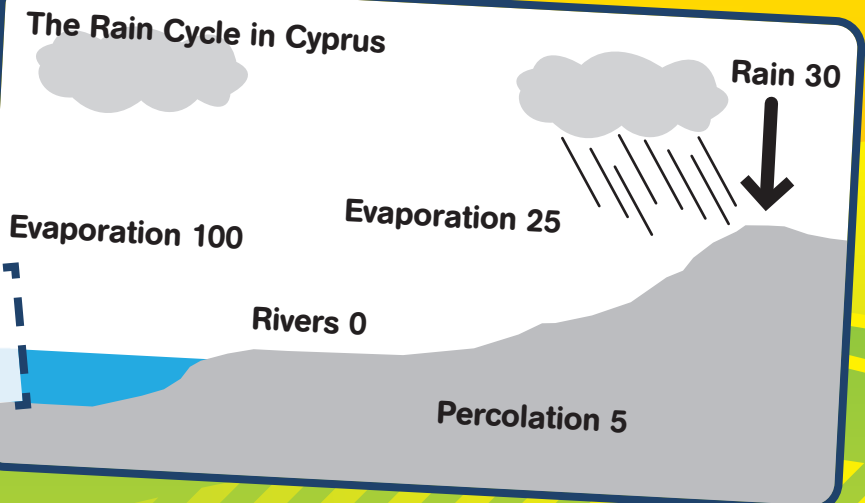 The Rain Cycle in Cyprus
Rain 30
Evaporation 100
Evaporation 25
Rivers 0
Percolation 5